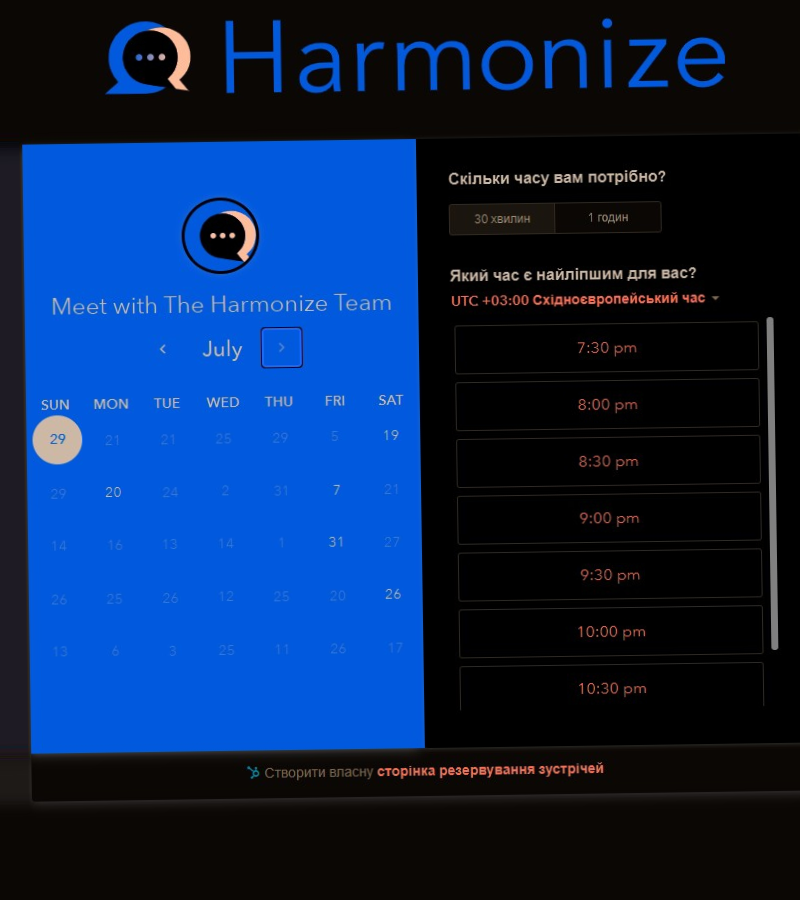 Harmonize
Meet with The Harmonize Team
July
SUN MON TUE WED THU FRI SAT
29 21 21 25 29 5 19
29 20 24 2 31 7 21
14 16 13 14 1 31 27
26 25 26 12 25 20 26
13 6 3 25 11 26 17
Скільки часу вам потрібно?
30 хвилин 1 годин
Який час є найліпшим для вас?
UTC +03:00 Східноєвропейський час
7:30 pm
8:00 pm
8:30 pm
9:00 pm
9:30 pm
10:00 pm
10:30 pm
Створити власну сторінка резервування зустрічей